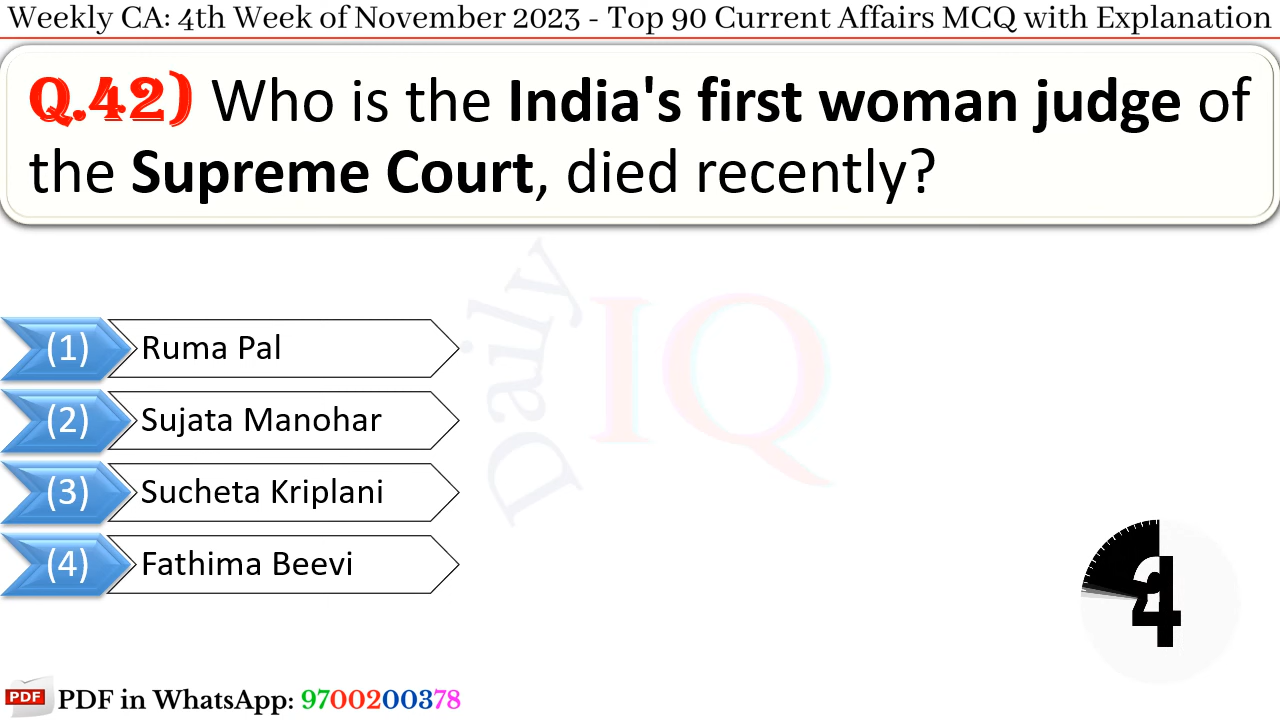 Weekly CA: 4th Week of November 2023 - Top 90 Current Affairs MCQ with Explanation
Q.42) Who is the India's first woman judge of
the Supreme Court, died recently?
Daily IQ
(1) Ruma Pal
(2) Sujata Manohar
(3) Sucheta Kriplani
(4) Fathima Beevi
4
PDF PDF in WhatsApp: 9700200378